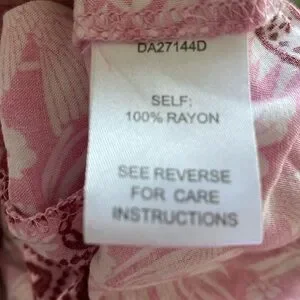 DA27144D
SELF:
100% RAYON
SEE REVERSE
FOR CARE
INSTRUCTIONS